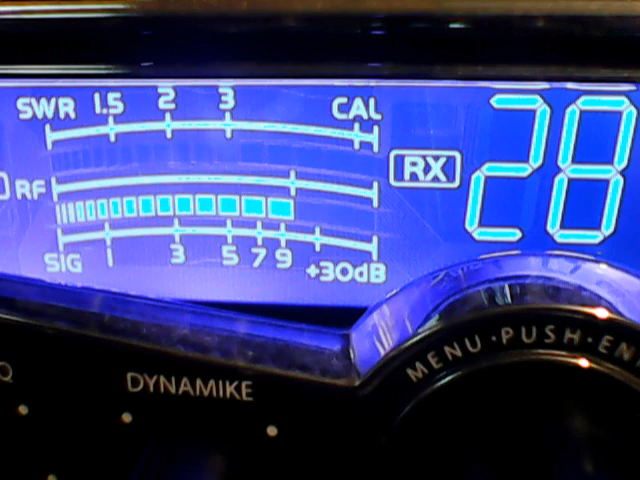 SWR 1.5 2 3 CAL
RX 28
RF
SIG 1 3 5 7 9 +30dB
MENU·PUSH·EN
Q DYNAMIKE